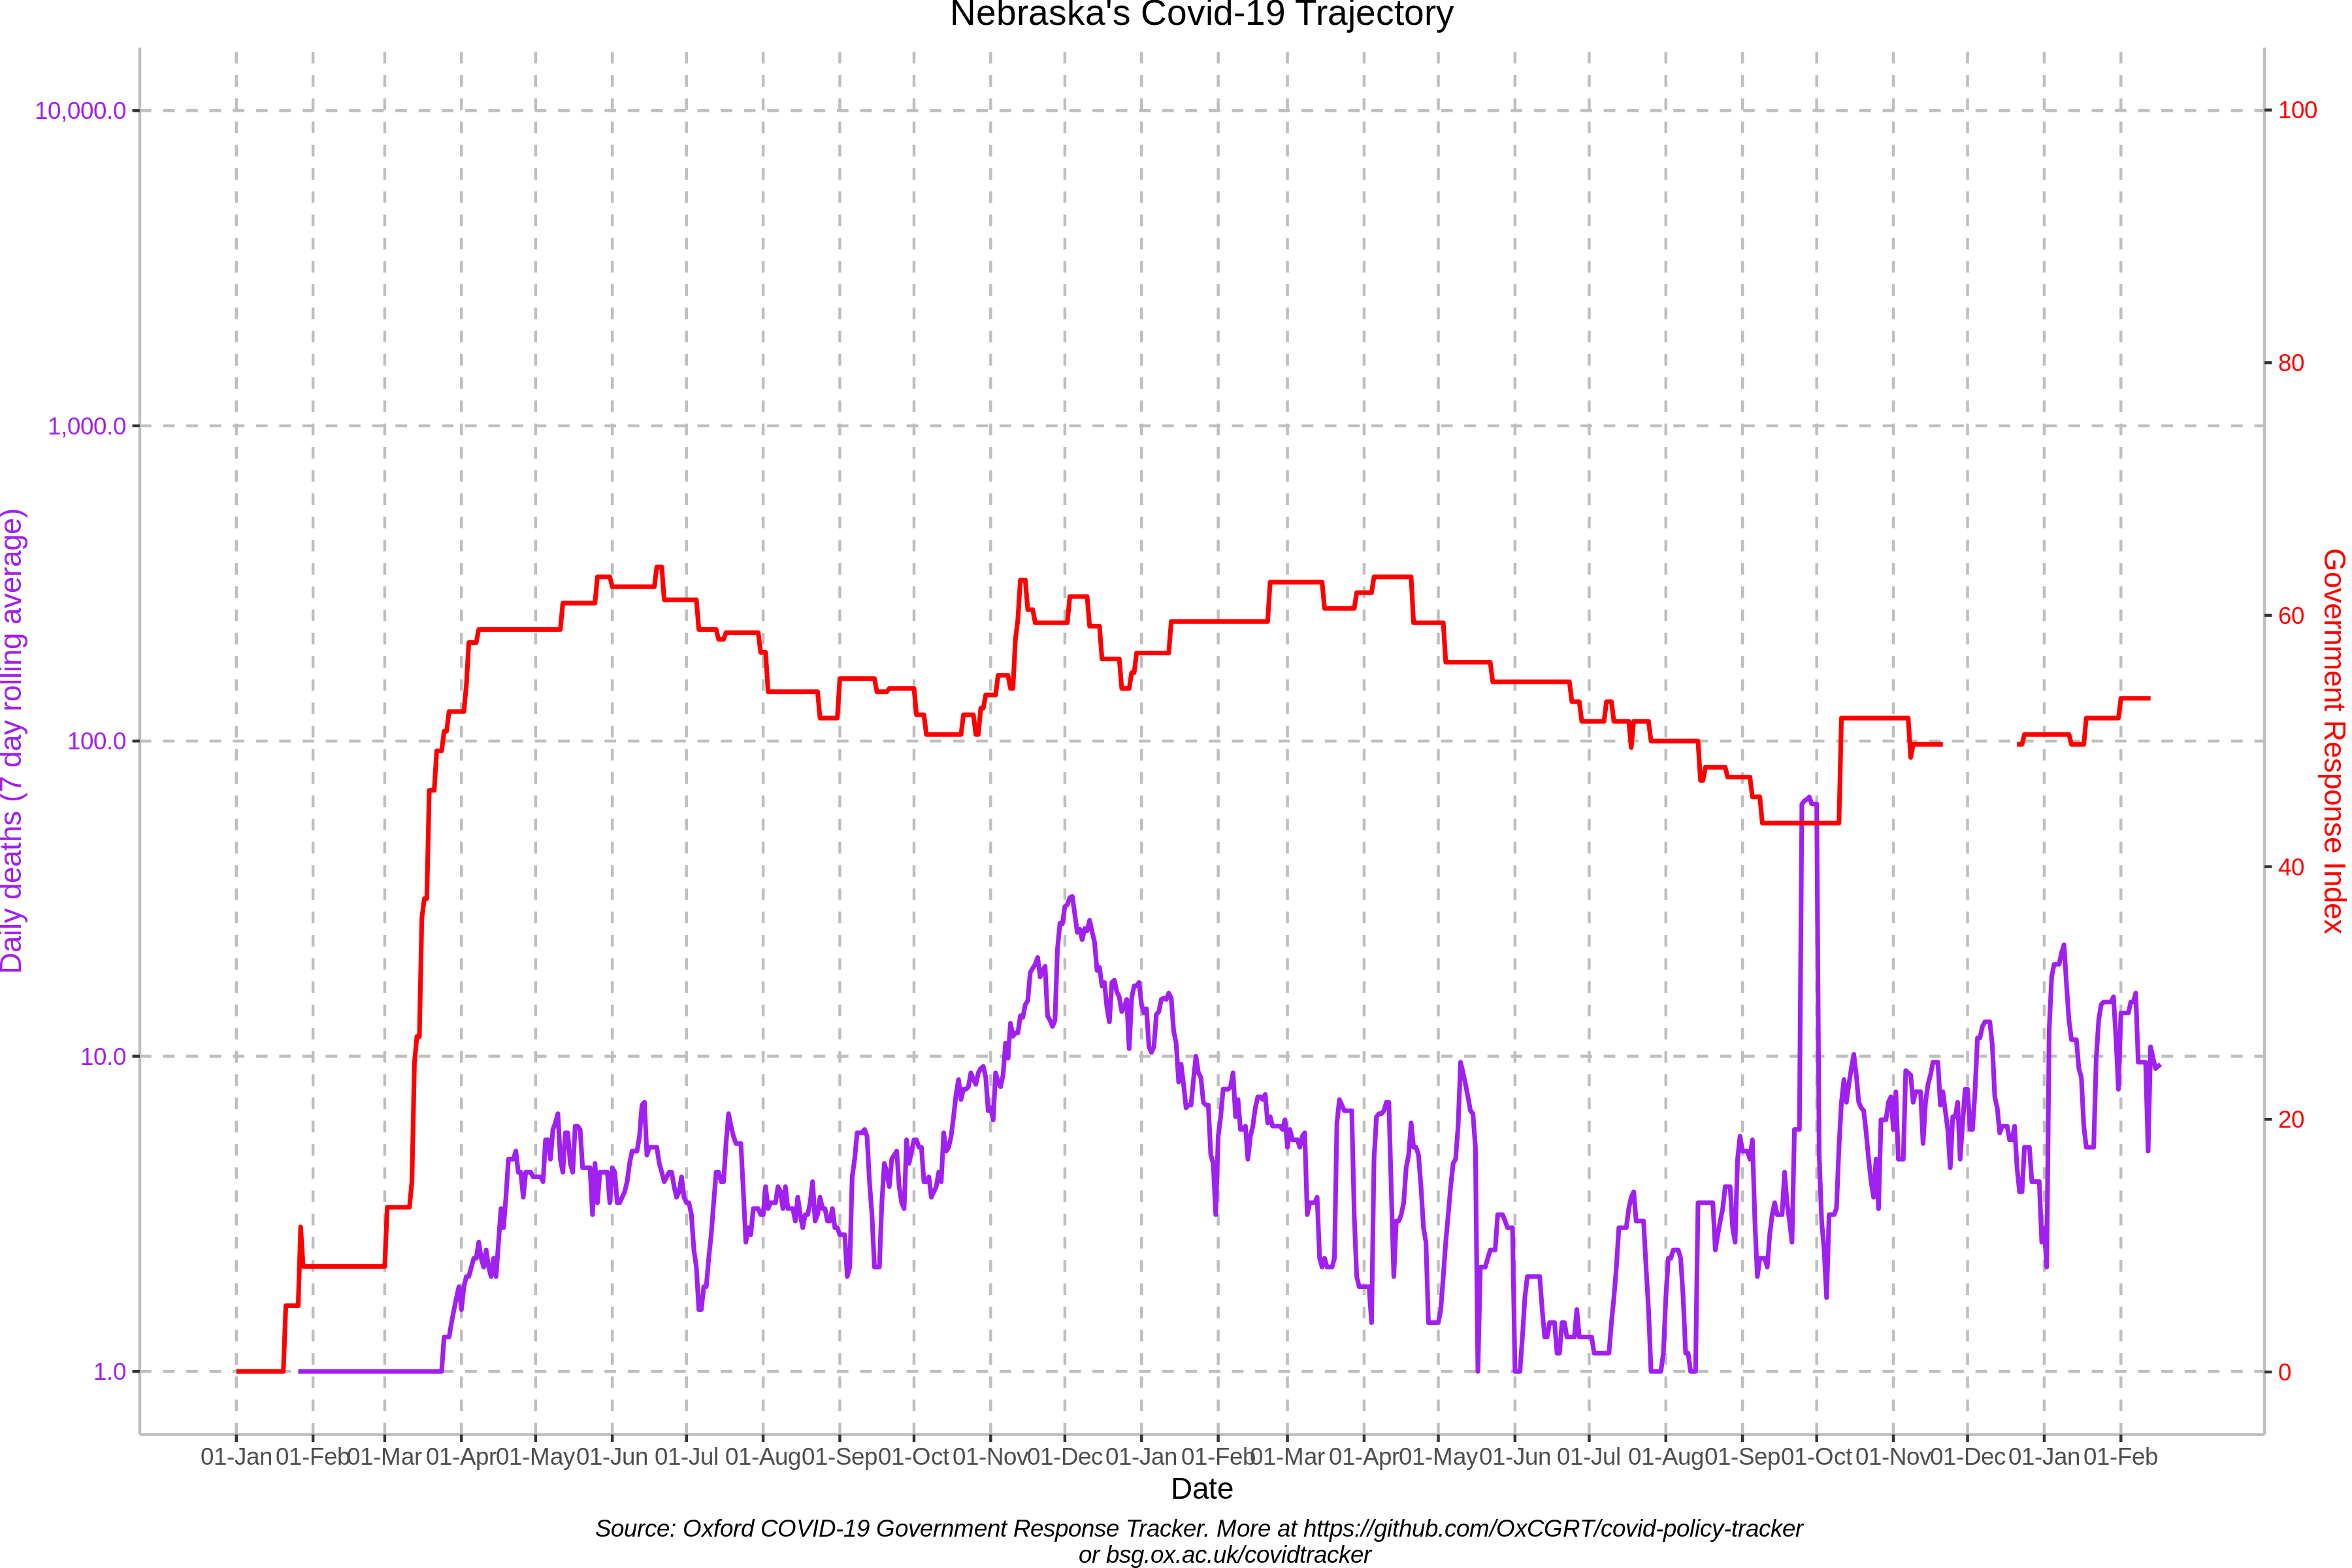 Nebraska's Covid-19 Trajectory
10,000.0
1,000.0
100.0
10.0
1.0
Daily deaths (7 day rolling average)
100
80
60
40
20
0
Government Response Index
01-Jan 01-Feb 01-Mar 01-Apr 01-May 01-Jun 01-Jul 01-Aug 01-Sep 01-Oct 01-Nov 01-Dec 01-Jan 01-Feb 01-Mar 01-Apr 01-May 01-Jun 01-Jul 01-Aug 01-Sep 01-Oct 01-Nov 01-Dec 01-Jan 01-Feb
Date
Source: Oxford COVID-19 Government Response Tracker. More at https://github.com/OxCGRT/covid-policy-tracker
or bsg.ox.ac.uk/covidtracker